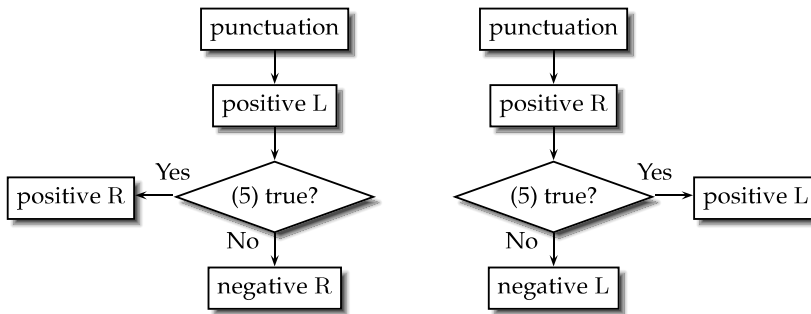 punctuation
positive L
Yes
positive R
(5) true?
No
negative R
punctuation
positive R
Yes
(5) true?
positive L
No
negative L